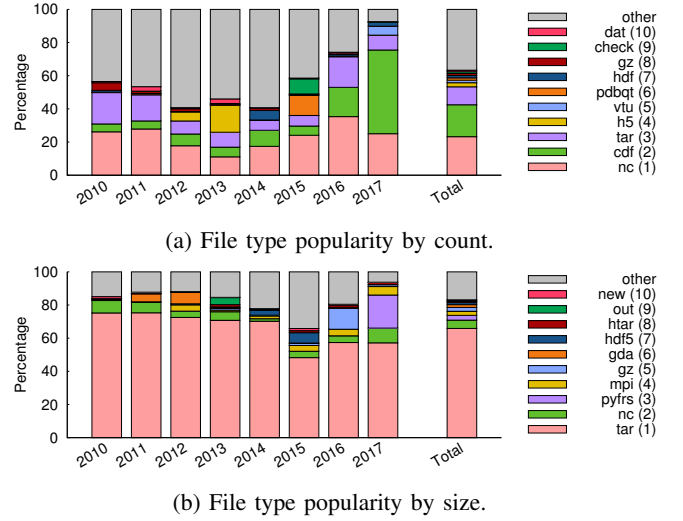 100
80
60
40
20
0
Percentage
2010
2011
2012
2013
2014
2015
2016
2017
Total
other
dat (10)
check (9)
gz (8)
hdf (7)
pdbqt (6)
vtu (5)
h5 (4)
tar (3)
cdf (2)
nc (1)
(a) File type popularity by count.
100
80
60
40
20
0
Percentage
2010
2011
2012
2013
2014
2015
2016
2017
Total
other
new (10)
out (9)
htar (8)
hdf5 (7)
gda (6)
gz (5)
mpi (4)
pyfrs (3)
nc (2)
tar (1)
(b) File type popularity by size.